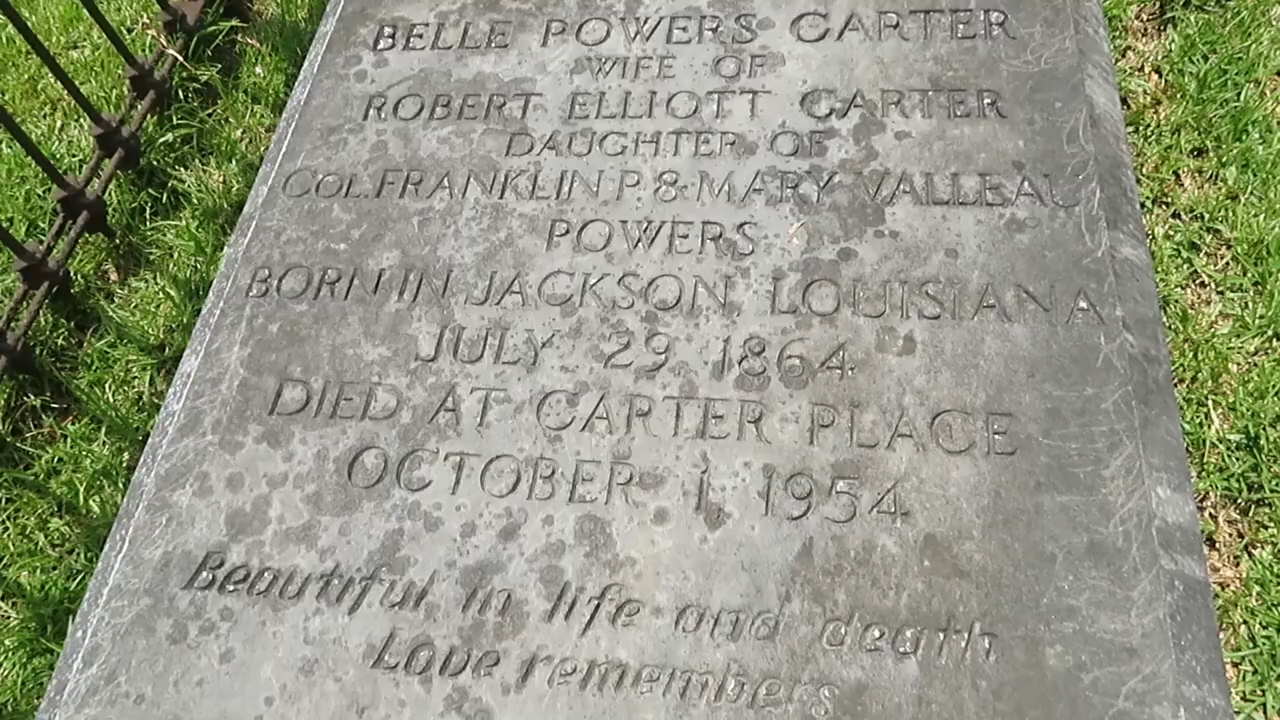 BELLE POWERS CARTER
WIFE OF
ROBERT ELLIOTT CARTER
DAUGHTER OF
COL. FRANKLIN P. & MARY VALLEAU
POWERS
BORN IN JACKSON, LOUISIANA
JULY 29, 1864
DIED AT CARTER PLACE
OCTOBER 1, 1954
Beautiful in life and death
Love remembers